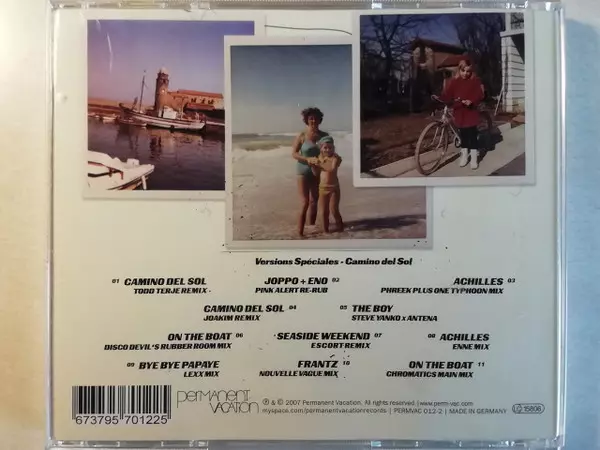 Versions Spéciales - Camino del Sol
01 CAMINO DEL SOL
TODD TERJE REMIX -
JOPPO + ENO 02
PINK ALERT RE-RUB
ACHILLES 03
PHREEK PLUS ONE TYPHOON MIX
CAMINO DEL SOL 04
JOAKIM REMIX
05 THE BOY
STEVE YANKO x ANTENA
ON THE BOAT 06
DISCO DEVIL'S RUBBER ROOM MIX
SEASIDE WEEKEND 07
ESCORT REMIX
08 ACHILLES
ENNE MIX
09 BYE BYE PAPAYE
LEXX MIX
FRANTZ 10
NOUVELLE VAGUE MIX
ON THE BOAT 11
CHROMATICS MAIN MIX
673795 701225
PERMANENT
VACATION
℗ & © 2007 Permanent Vacation. All rights reserved. | www.perm-vac.com
myspace.com/permanentvacationrecords | PERMVAC 012-2 | MADE IN GERMANY
LC 15806